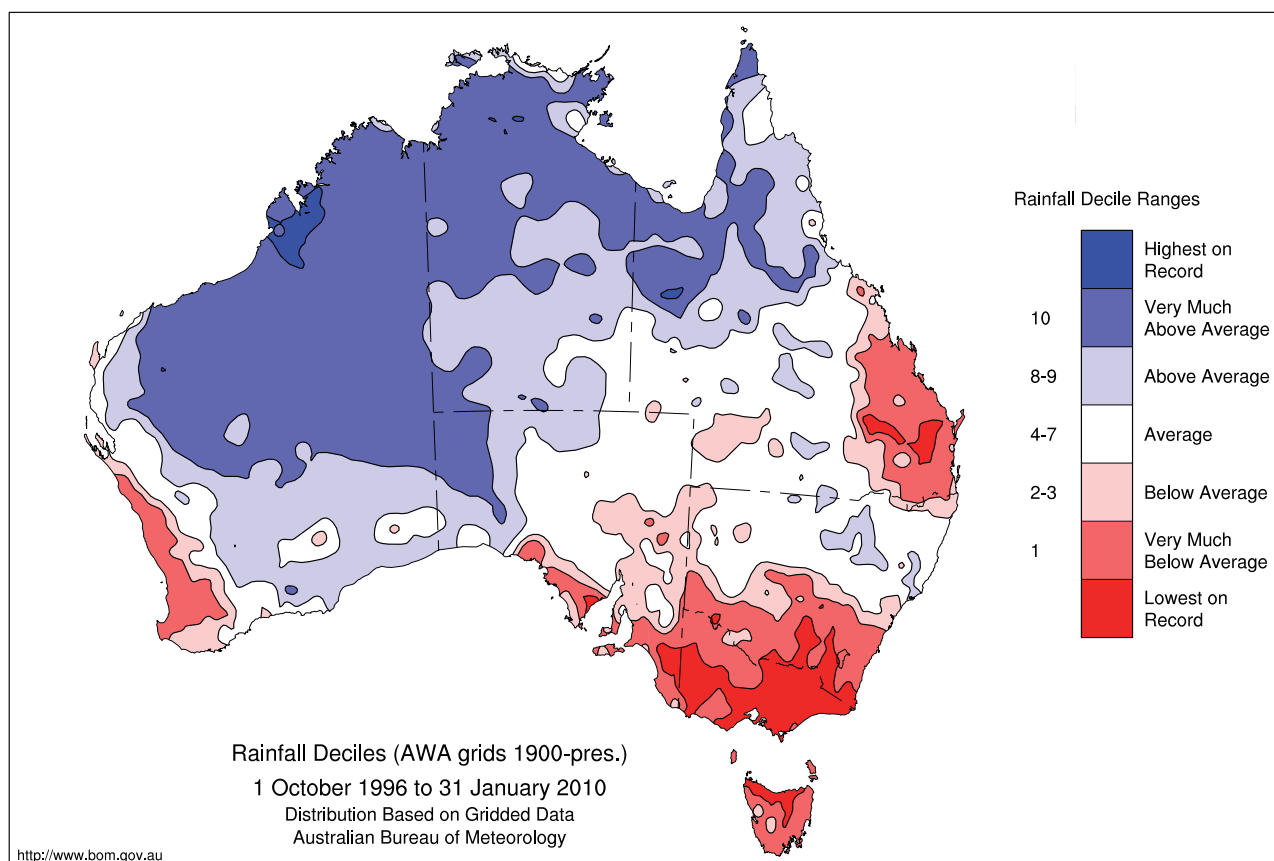 Rainfall Decile Ranges
Highest on
Record
10
Very Much
Above Average
8-9
Above Average
4-7
Average
2-3
Below Average
1
Very Much
Below Average
Lowest on
Record
Rainfall Deciles (AWA grids 1900-pres.)
1 October 1996 to 31 January 2010
Distribution Based on Gridded Data
Australian Bureau of Meteorology
http://www.bom.gov.au